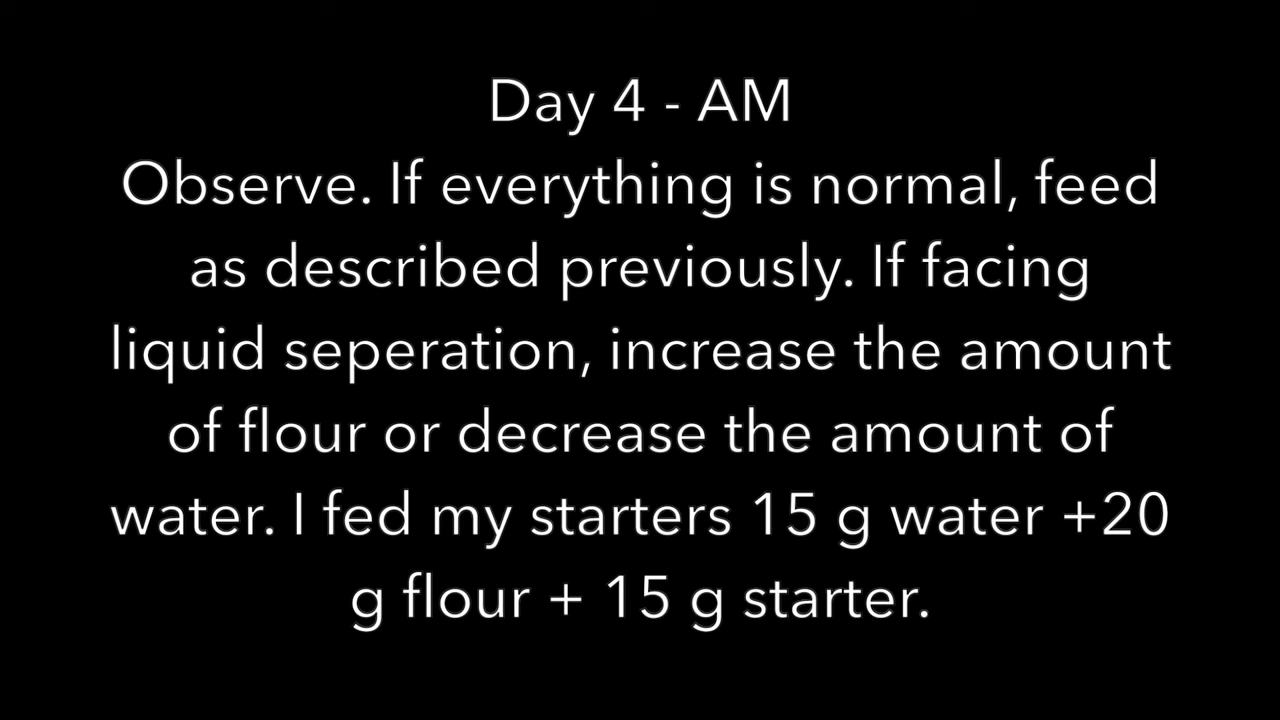 Day 4 - AM
Observe. If everything is normal, feed
as described previously. If facing
liquid seperation, increase the amount
of flour or decrease the amount of
water. I fed my starters 15 g water +20
g flour + 15 g starter.